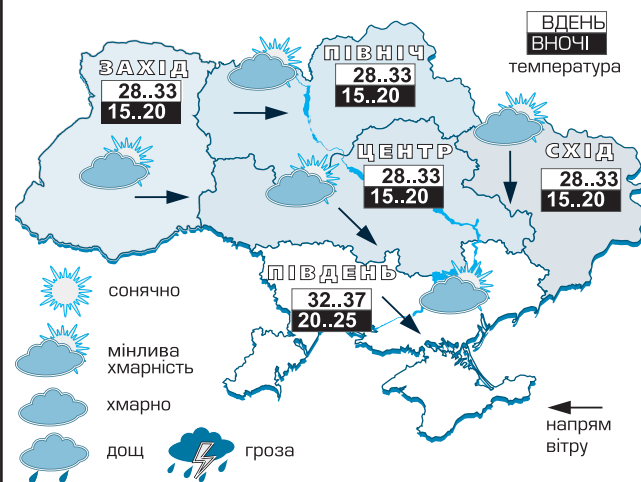 ВДЕНЬ
ВНОЧІ
температура
ЗАХІД
28..33
15..20
ПІВНІЧ
28..33
15..20
ЦЕНТР
28..33
15..20
СХІД
28..33
15..20
ПІВДЕНЬ
32..37
20..25
сонячно
мінлива
хмарність
хмарно
дощ
гроза
напрям
вітру